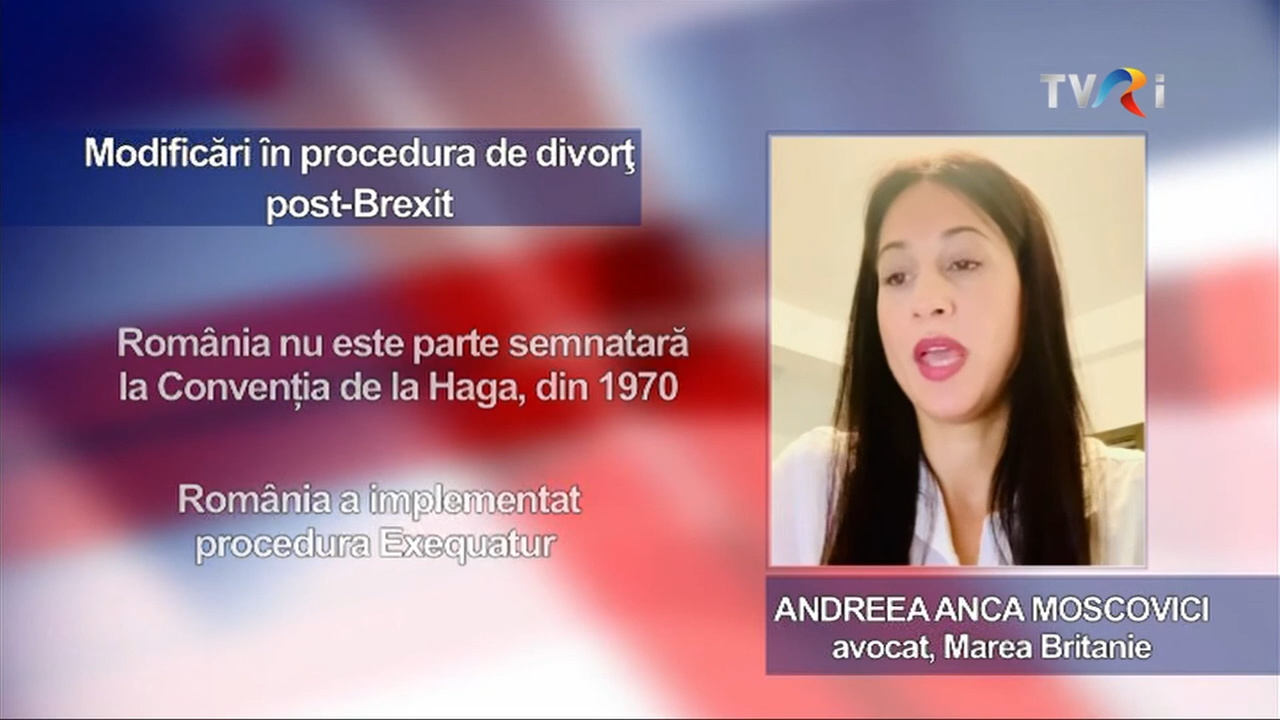 TVRi
Modificări în procedura de divorţ
post-Brexit
România nu este parte semnatară
la Convenția de la Haga, din 1970
România a implementat
procedura Exequatur
ANDREEA ANCA MOSCOVICI
avocat, Marea Britanie